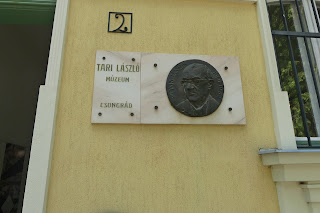 2.
TARI LÁSZLÓ
MÚZEUM
CSONGRÁD